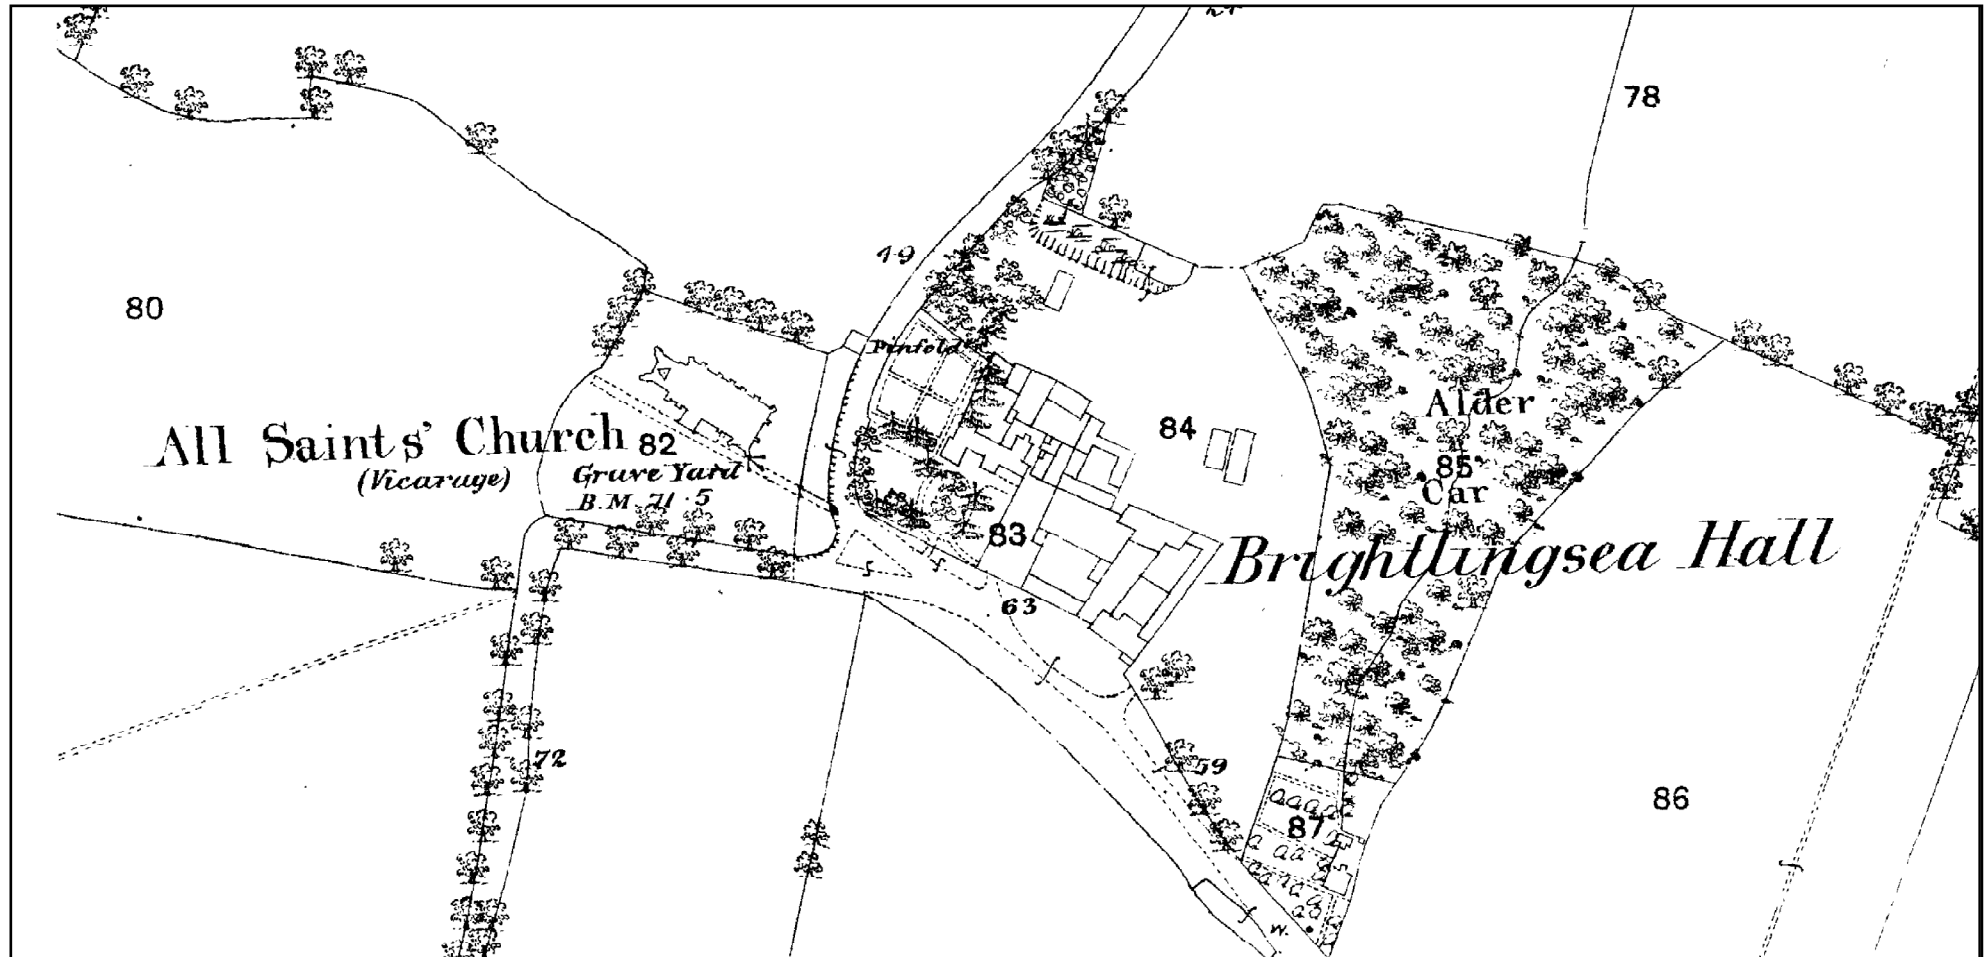 78
49
80
Penfold
84
Alder
All Saints' Church
82
85
(Vicarage)
Grave Yard
Car
B.M. 71.5
83
Brightlingsea Hall
63
72
59
86
87
W.